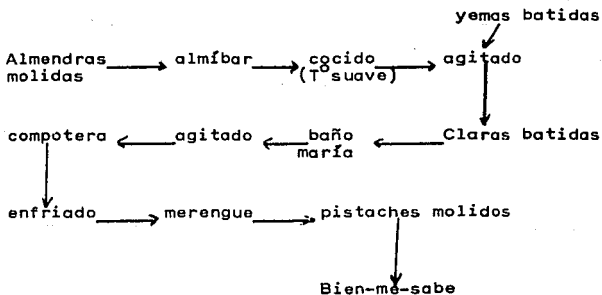 yemas batidas
Almendras molidas
almíbar
cocido
(Tº suave)
agitado
Claras batidas
baño maría
agitado
compotera
enfriado
merengue
pistaches molidos
Bien-me-sabe